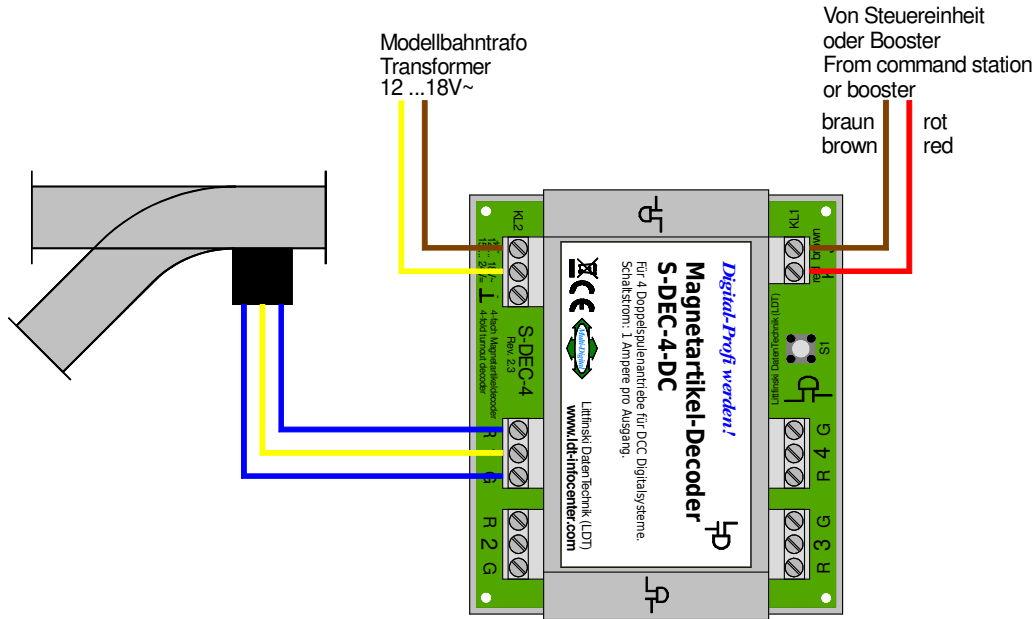 Modellbahntrafo
Transformer
12 ...18V~
Von Steuereinheit
oder Booster
From command station
or booster
braun
brown
rot
red
KL2
KL1
S-DEC-4
Rev. 2.3
4-fach Magnetartikeldecoder
4-fold turnout decoder
Digital-Profi werden!
Magnetartikel-Decoder
S-DEC-4-DC
Für 4 Doppelspulenantriebe für DCC Digitalsysteme.
Schaltstrom: 1 Ampere pro Ausgang.
CE
Multi-Digital
Littfinski DatenTechnik (LDT)
www.ldt-infocenter.com
S1
Littfinski DatenTechnik (LDT)
R
G
R 2 G
R 4 G
R 3 G